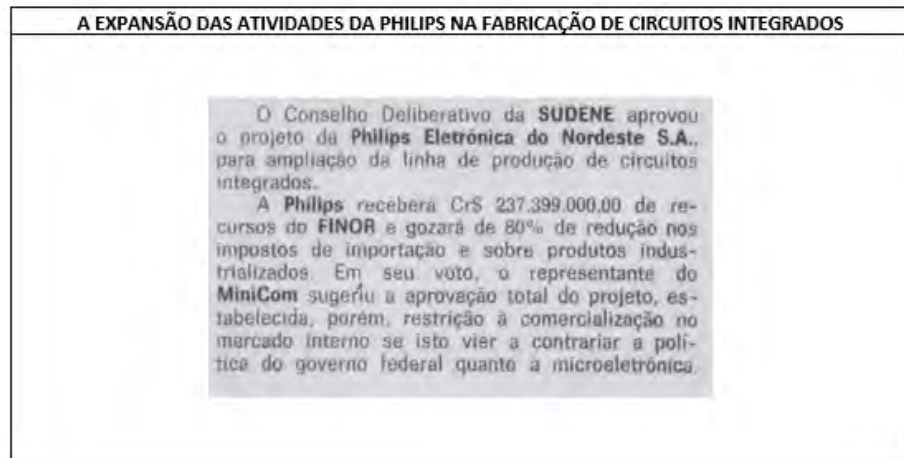 A EXPANSÃO DAS ATIVIDADES DA PHILIPS NA FABRICAÇÃO DE CIRCUITOS INTEGRADOS
O Conselho Deliberativo da SUDENE aprovou
o projeto da Philips Eletrônica do Nordeste S.A.,
para ampliação da linha de produção de circuitos
integrados.
A Philips receberá Cr$ 237.399.000,00 de re-
cursos do FINOR e gozará de 80% de redução nos
impostos de importação e sobre produtos indus-
trializados. Em seu voto, o representante do
MiniCom sugeriu a aprovação total do projeto, es-
tabelecida, porém, restrição à comercialização no
mercado interno se isto vier a contrariar a polí-
tica do governo federal quanto a microeletrônica.